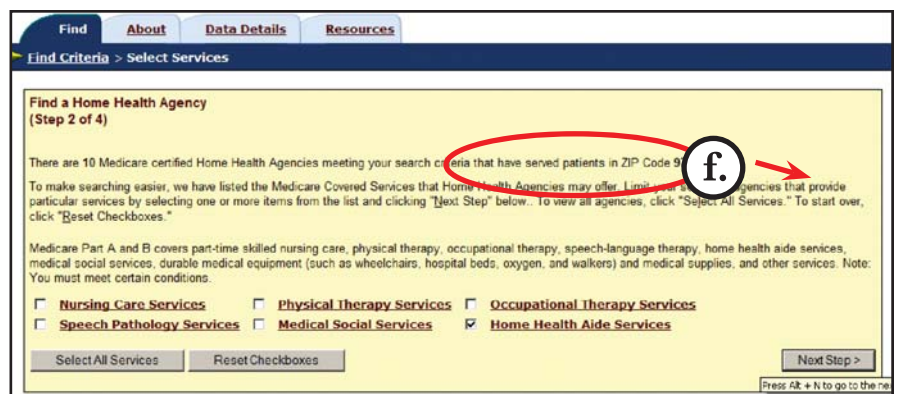 Find About Data Details Resources
Find Criteria > Select Services
Find a Home Health Agency
(Step 2 of 4)
There are 10 Medicare certified Home Health Agencies meeting your search criteria that have served patients in ZIP Code
f.
To make searching easier, we have listed the Medicare Covered Services that Home Health Agencies may offer. Limit your agencies that provide
particular services by selecting one or more items from the list and clicking "Next Step" below.. To view all agencies, click "Select All Services." To start over,
click "Reset Checkboxes."
Medicare Part A and B covers part-time skilled nursing care, physical therapy, occupational therapy, speech-language therapy, home health aide services,
medical social services, durable medical equipment (such as wheelchairs, hospital beds, oxygen, and walkers) and medical supplies, and other services. Note:
You must meet certain conditions.
Nursing Care Services Physical Therapy Services Occupational Therapy Services
Speech Pathology Services Medical Social Services Home Health Aide Services
Select All Services Reset Checkboxes Next Step >
Press Alt + N to go to the